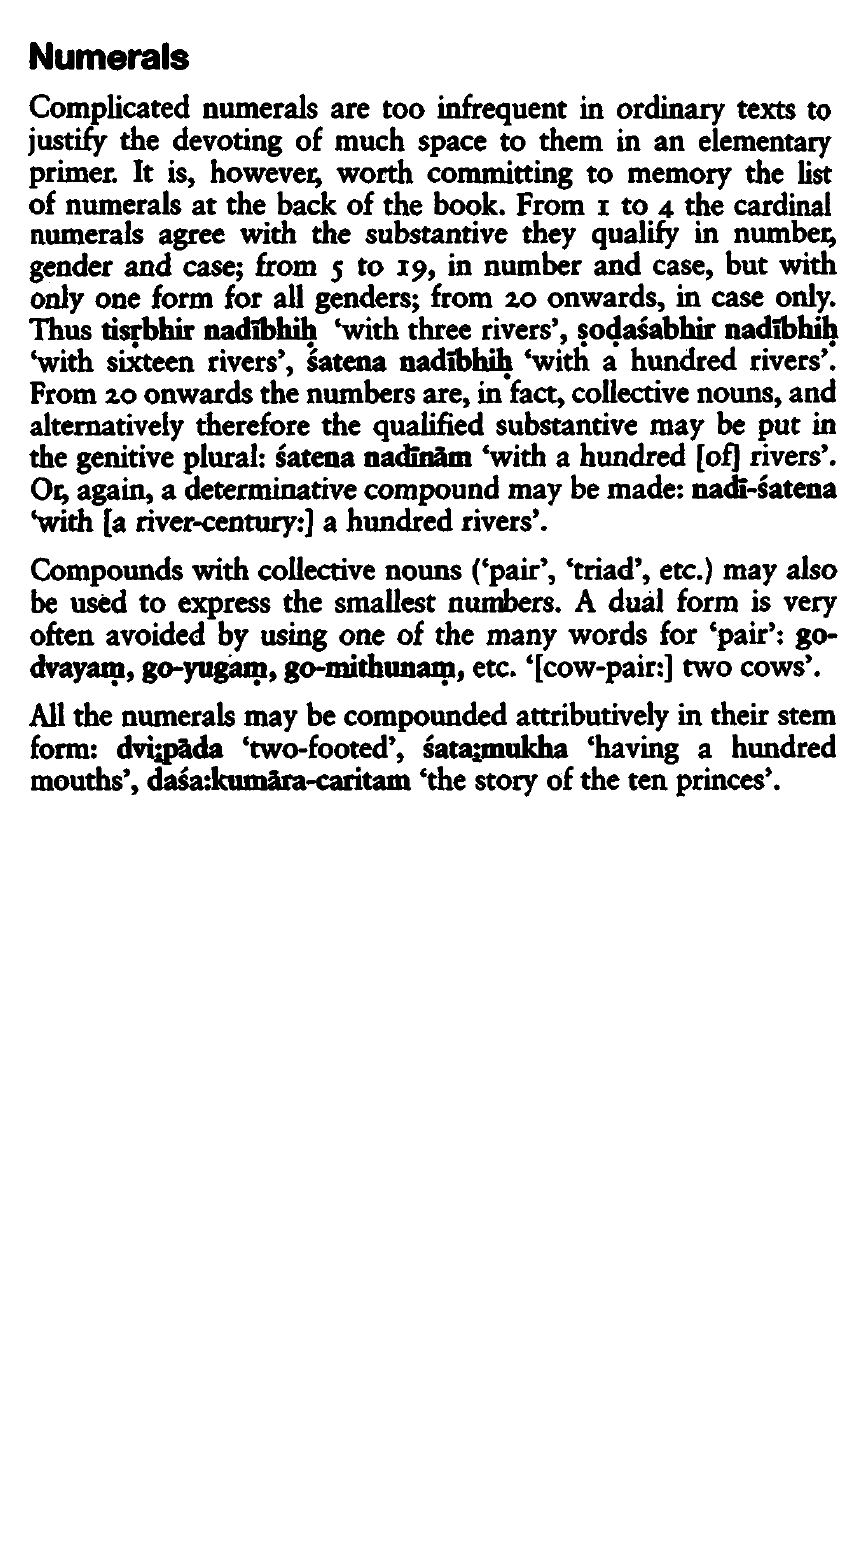 Numerals
Complicated numerals are too infrequent in ordinary texts to
justify the devoting of much space to them in an elementary
primer. It is, however, worth committing to memory the list
of numerals at the back of the book. From 1 to 4 the cardinal
numerals agree with the substantive they qualify in number,
gender and case; from 5 to 19, in number and case, but with
only one form for all genders; from 20 onwards, in case only.
Thus tisṛbhir nadībhiḥ ‘with three rivers’, ṣoḍaśabhir nadībhiḥ
‘with sixteen rivers’, śatena nadībhiḥ ‘with a hundred rivers’.
From 20 onwards the numbers are, in fact, collective nouns, and
alternatively therefore the qualified substantive may be put in
the genitive plural: śatena nadīnām ‘with a hundred [of] rivers’.
Or, again, a determinative compound may be made: nadī-śatena
‘with [a river-century:] a hundred rivers’.
Compounds with collective nouns (‘pair’, ‘triad’, etc.) may also
be used to express the smallest numbers. A dual form is very
often avoided by using one of the many words for ‘pair’: go-
dvayaṃ, go-yugaṃ, go-mithunaṃ, etc. ‘[cow-pair:] two cows’.
All the numerals may be compounded attributively in their stem
form: dvi;pāda ‘two-footed’, śata;mukha ‘having a hundred
mouths’, daśa:kumāra-caritam ‘the story of the ten princes’.